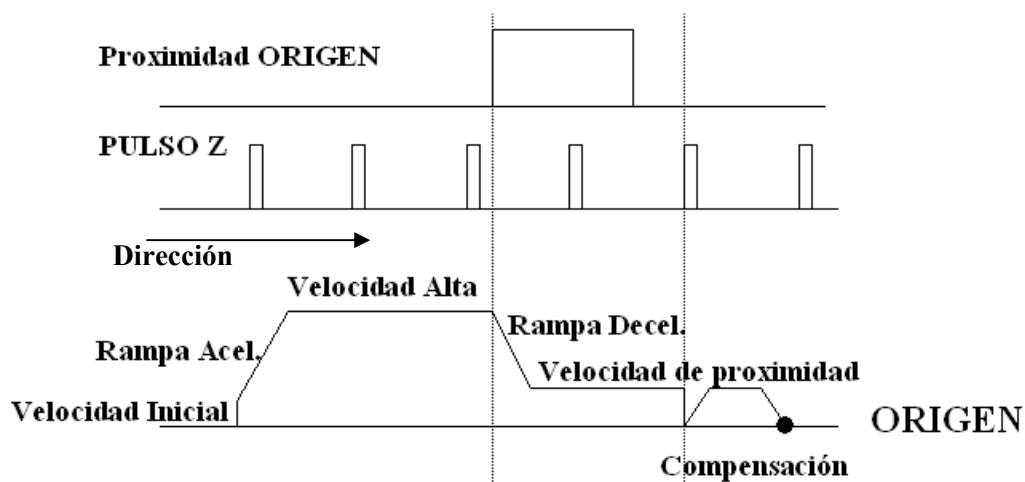 Proximidad ORIGEN
PULSO Z
Dirección
Velocidad Alta
Rampa Acel.
Rampa Decel.
Velocidad de proximidad
Velocidad Inicial
ORIGEN
Compensación